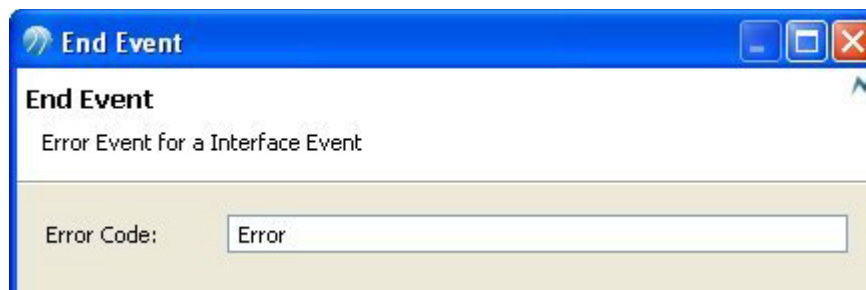 End Event
End Event
Error Event for a Interface Event
Error Code: Error